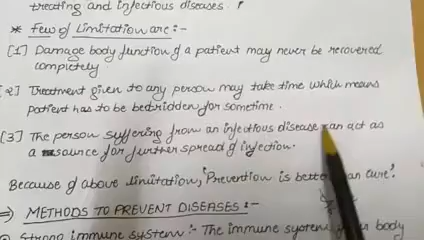 treating and infectious diseases.
* Few of Limitation are :-
[1] Damage body function of a patient may never be recovered
completely
[2] Treatment given to any person may take time which means
patient has to be bedridden for sometime.
[3] The person suffering from an infectious disease can act as
a source for further spread of infection.
Because of above limitation, "Prevention is better than cure".
=) METHODS TO PREVENT DISEASES :-
Strong immune system :- The immune system body